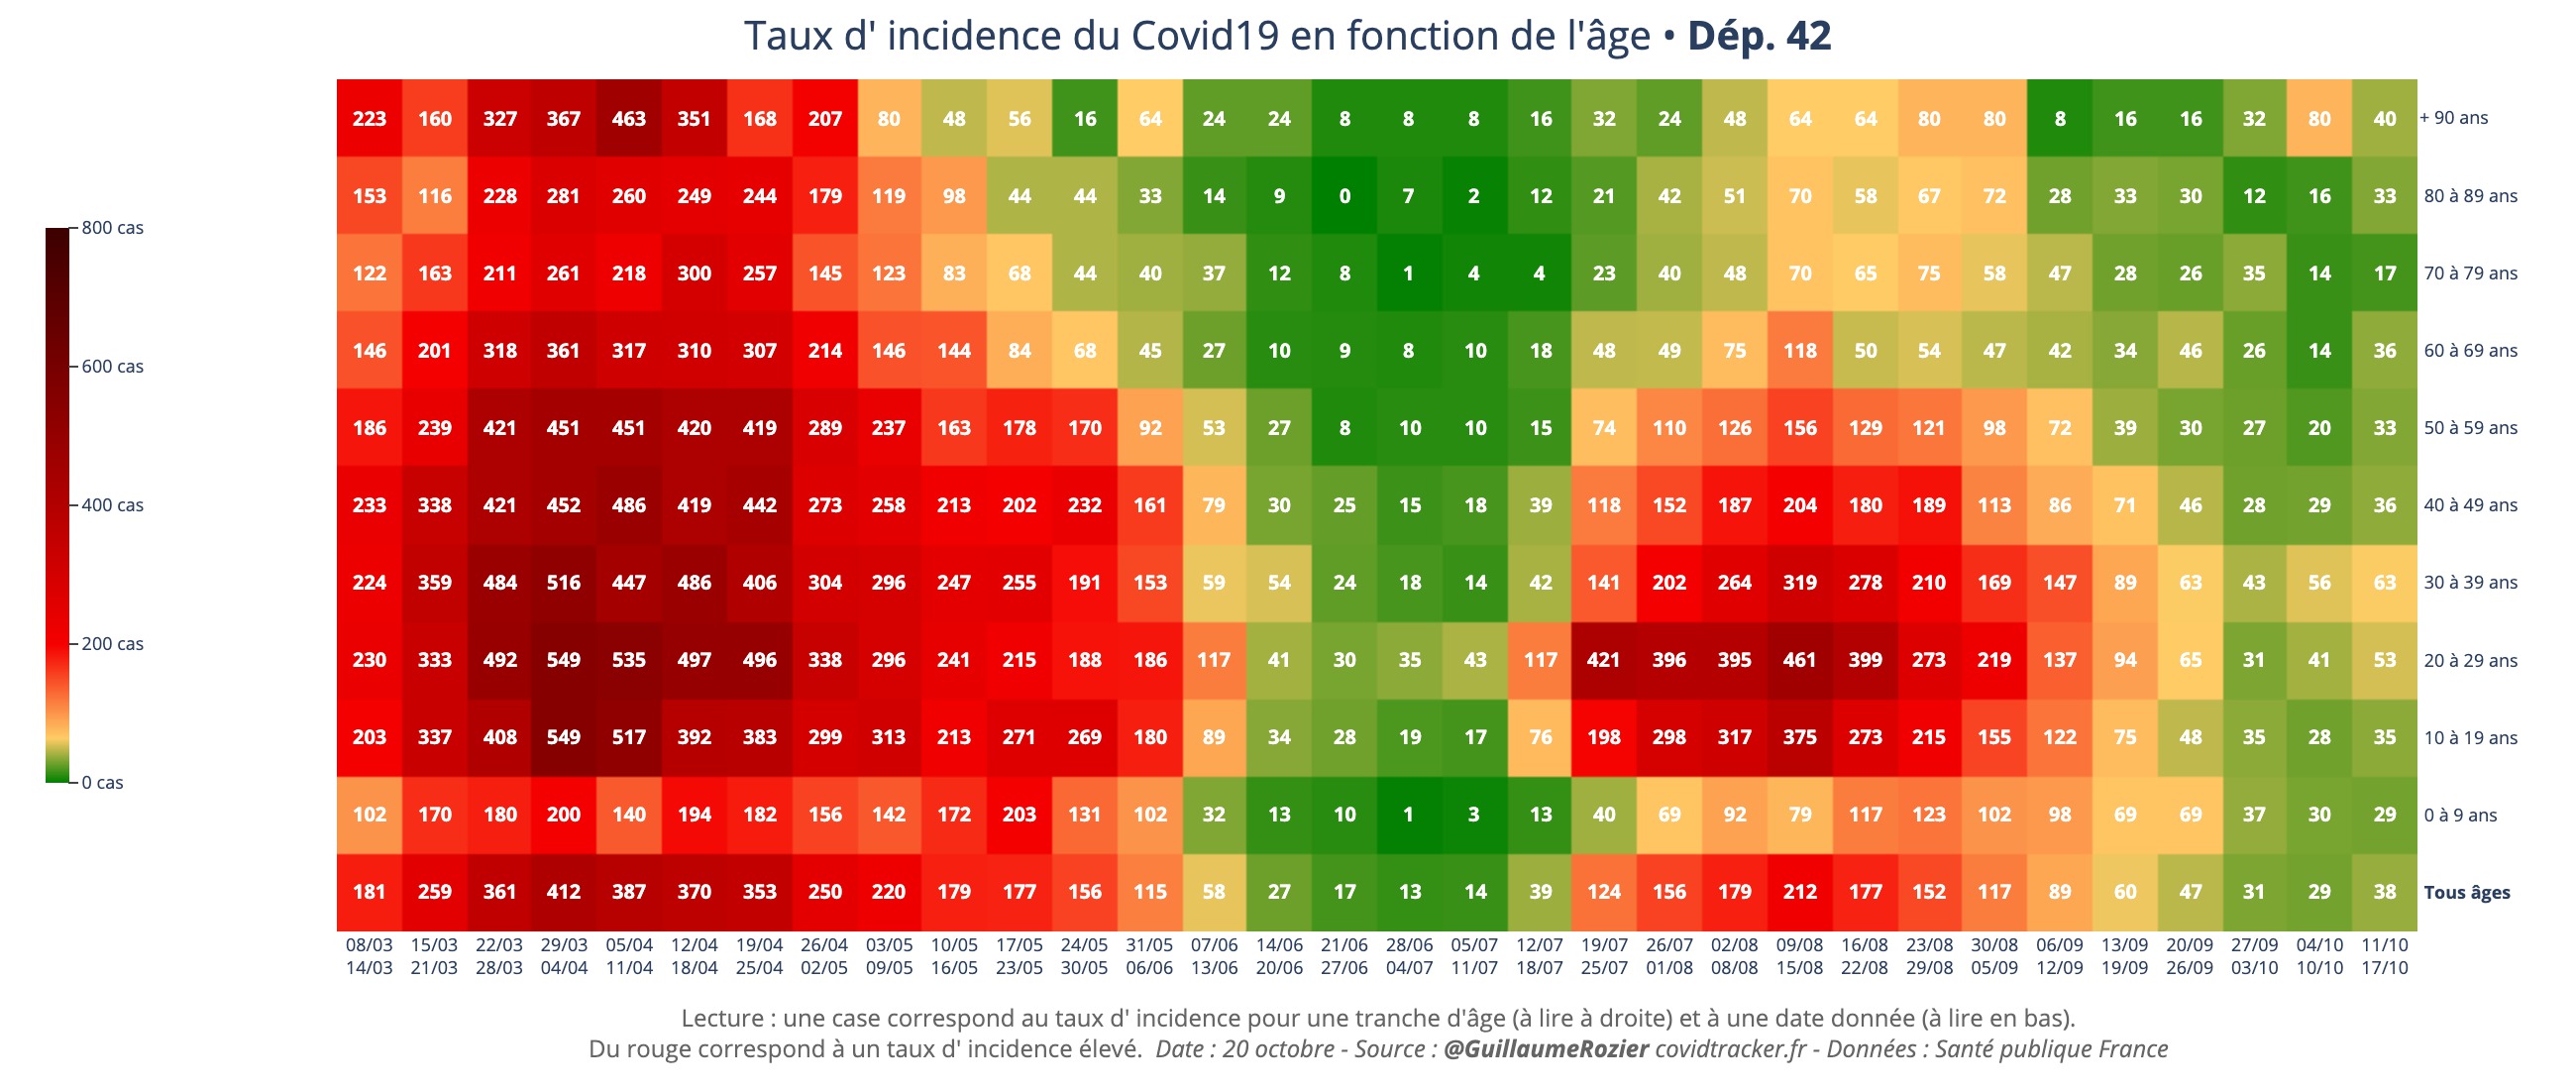 Taux d' incidence du Covid19 en fonction de l'âge • Dép. 42
223 160 327 367 463 351 168 207 80 48 56 16 64 24 24 8 8 8 16 32 24 48 64 64 80 80 8 16 16 32 80 40 + 90 ans
153 116 228 281 260 249 244 179 119 98 44 44 33 14 9 0 7 2 12 21 42 51 70 58 67 72 28 33 30 12 16 33 80 à 89 ans
800 cas
122 163 211 261 218 300 257 145 123 83 68 44 40 37 12 8 1 4 4 23 40 48 70 65 75 58 47 28 26 35 14 17 70 à 79 ans
146 201 318 361 317 310 307 214 146 144 84 68 45 27 10 9 8 10 18 48 49 75 118 50 54 47 42 34 46 26 14 36 60 à 69 ans
600 cas
186 239 421 451 451 420 419 289 237 163 178 170 92 53 27 8 10 10 15 74 110 126 156 129 121 98 72 39 30 27 20 33 50 à 59 ans
400 cas
233 338 421 452 486 419 442 273 258 213 202 232 161 79 30 25 15 18 39 118 152 187 204 180 189 113 86 71 46 28 29 36 40 à 49 ans
224 359 484 516 447 486 406 304 296 247 255 191 153 59 54 24 18 14 42 141 202 264 319 278 210 169 147 89 63 43 56 63 30 à 39 ans
200 cas
230 333 492 549 535 497 496 338 296 241 215 188 186 117 41 30 35 43 117 421 396 395 461 399 273 219 137 94 65 31 41 53 20 à 29 ans
203 337 408 549 517 392 383 299 313 213 271 269 180 89 34 28 19 17 76 198 298 317 375 273 215 155 122 75 48 35 28 35 10 à 19 ans
0 cas
102 170 180 200 140 194 182 156 142 172 203 131 102 32 13 10 1 3 13 40 69 92 79 117 123 102 98 69 69 37 30 29 0 à 9 ans
181 259 361 412 387 370 353 250 220 179 177 156 115 58 27 17 13 14 39 124 156 179 212 177 152 117 89 60 47 31 29 38 Tous âges
08/03 15/03 22/03 29/03 05/04 12/04 19/04 26/04 03/05 10/05 17/05 24/05 31/05 07/06 14/06 21/06 28/06 05/07 12/07 19/07 26/07 02/08 09/08 16/08 23/08 30/08 06/09 13/09 20/09 27/09 04/10 11/10
14/03 21/03 28/03 04/04 11/04 18/04 25/04 02/05 09/05 16/05 23/05 30/05 06/06 13/06 20/06 27/06 04/07 11/07 18/07 25/07 01/08 08/08 15/08 22/08 29/08 05/09 12/09 19/09 26/09 03/10 10/10 17/10
Lecture : une case correspond au taux d' incidence pour une tranche d'âge (à lire à droite) et à une date donnée (à lire en bas).
Du rouge correspond à un taux d' incidence élevé. Date : 20 octobre - Source : @GuillaumeRozier covidtracker.fr - Données : Santé publique France